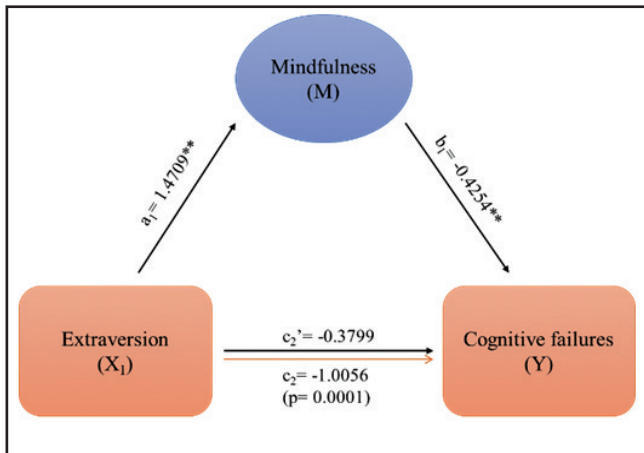 Mindfulness
(M)
a₁= 1.4709**
b₁= -0.4254**
Extraversion
(X₁)
c₂’= -0.3799
c₂= -1.0056
(p= 0.0001)
Cognitive failures
(Y)